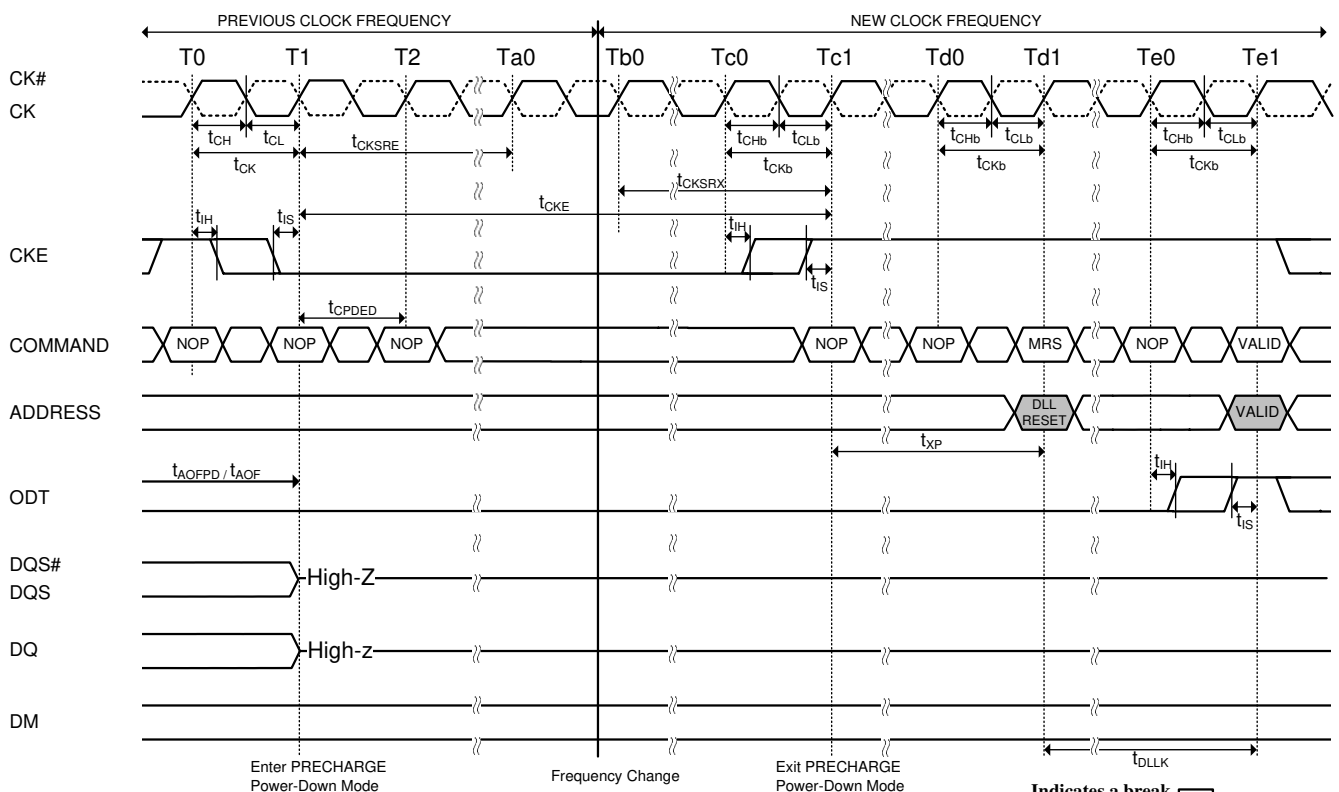 PREVIOUS CLOCK FREQUENCY NEW CLOCK FREQUENCY
T0 T1 T2 Ta0 Tb0 Tc0 Tc1 Td0 Td1 Te0 Te1
CK#
CK
tCH tCL tCHb tCLb tCHb tCLb tCHb tCLb
tCK tCKSRE tCKb tCKb tCKb
tCKSRX
tCKE
tIH tIS tIH
CKE
tIS
tCPDED
COMMAND NOP NOP NOP NOP NOP MRS NOP VALID
ADDRESS DLL RESET VALID
tXP
tAOFPD / tAOF tIH
ODT
tIS
DQS#
DQS High-Z
DQ High-z
DM
tDLLK
Enter PRECHARGE
Power-Down Mode
Frequency Change
Exit PRECHARGE
Power-Down Mode
Indicates a break